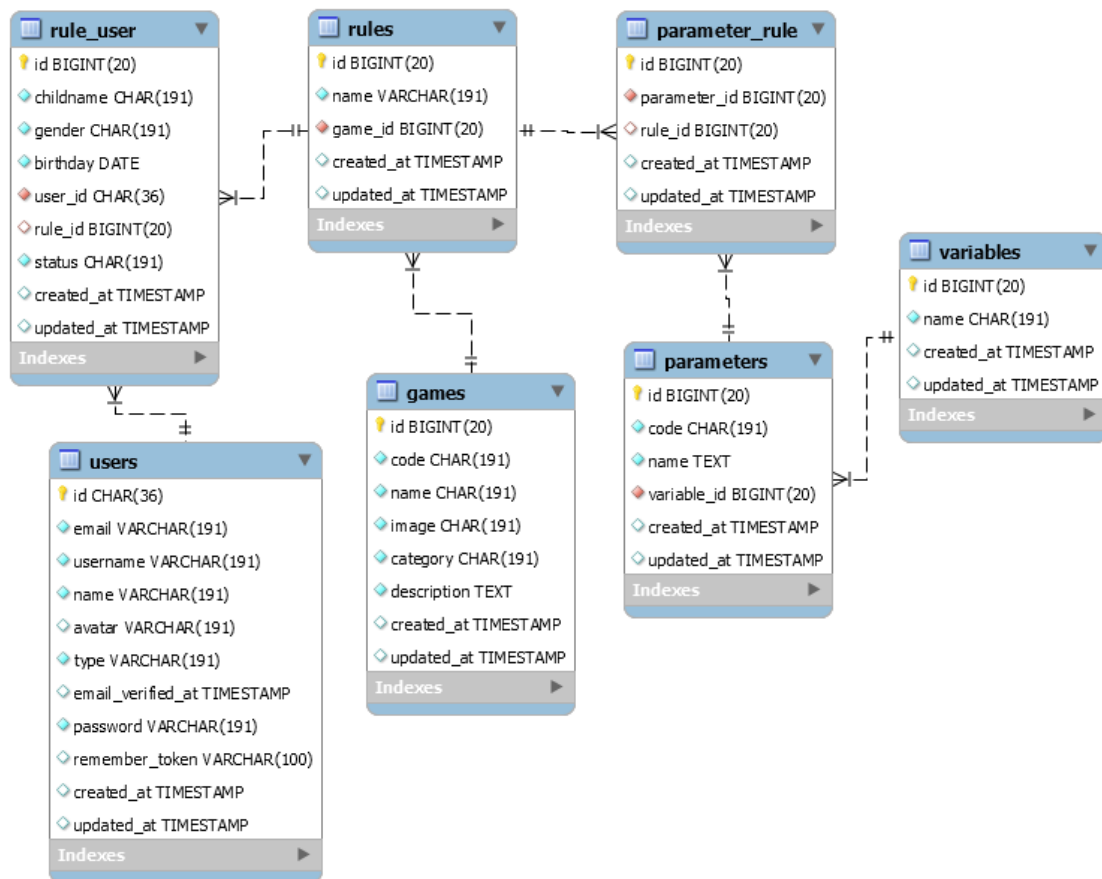 rule_user
id BIGINT(20)
childname CHAR(191)
gender CHAR(191)
birthday DATE
user_id CHAR(36)
rule_id BIGINT(20)
status CHAR(191)
created_at TIMESTAMP
updated_at TIMESTAMP
Indexes
rules
id BIGINT(20)
name VARCHAR(191)
game_id BIGINT(20)
created_at TIMESTAMP
updated_at TIMESTAMP
Indexes
parameter_rule
id BIGINT(20)
parameter_id BIGINT(20)
rule_id BIGINT(20)
created_at TIMESTAMP
updated_at TIMESTAMP
Indexes
variables
id BIGINT(20)
name CHAR(191)
created_at TIMESTAMP
updated_at TIMESTAMP
Indexes
users
id CHAR(36)
email VARCHAR(191)
username VARCHAR(191)
name VARCHAR(191)
avatar VARCHAR(191)
type VARCHAR(191)
email_verified_at TIMESTAMP
password VARCHAR(191)
remember_token VARCHAR(100)
created_at TIMESTAMP
updated_at TIMESTAMP
Indexes
games
id BIGINT(20)
code CHAR(191)
name CHAR(191)
image CHAR(191)
category CHAR(191)
description TEXT
created_at TIMESTAMP
updated_at TIMESTAMP
Indexes
parameters
id BIGINT(20)
code CHAR(191)
name TEXT
variable_id BIGINT(20)
created_at TIMESTAMP
updated_at TIMESTAMP
Indexes